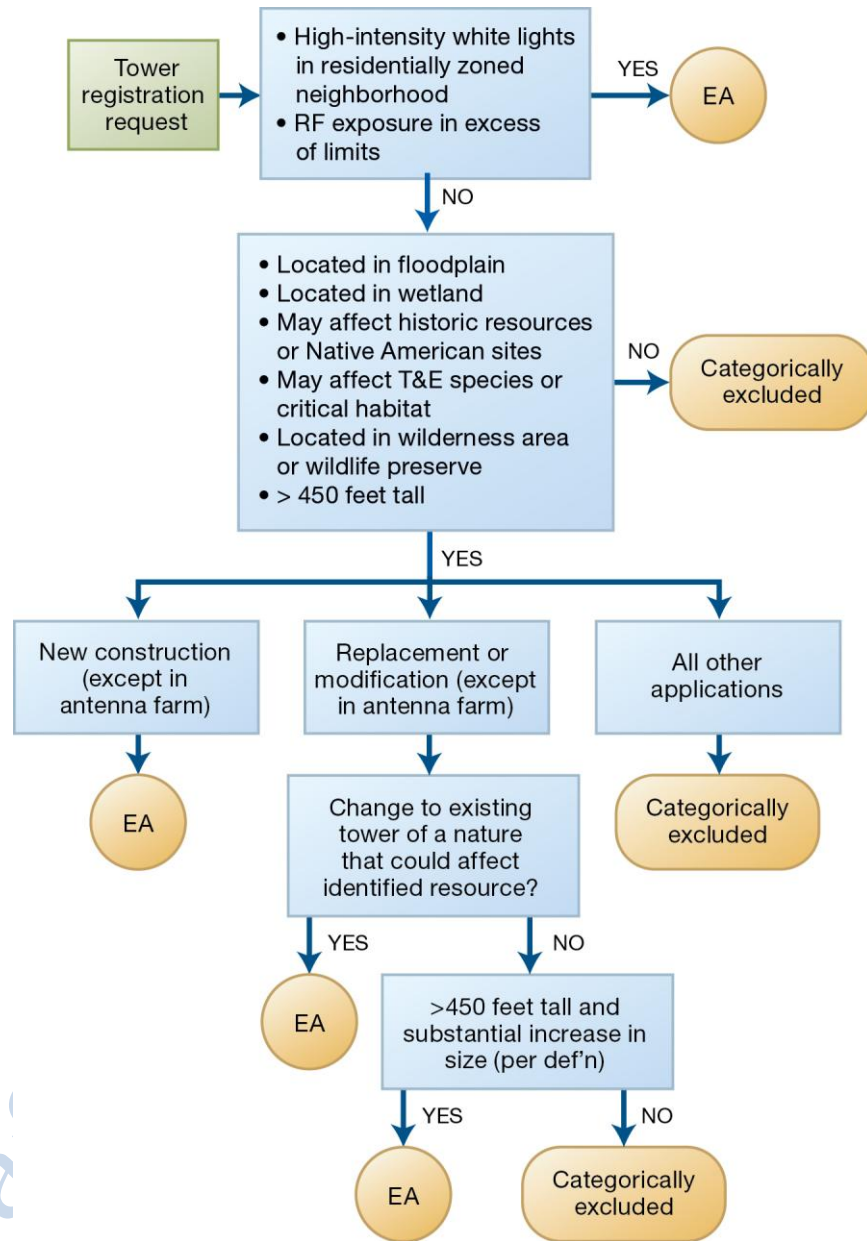 Tower
registration
request
• High-intensity white lights
in residentially zoned
neighborhood
• RF exposure in excess
of limits
YES
EA
NO
• Located in floodplain
• Located in wetland
• May affect historic resources
or Native American sites
• May affect T&E species or
critical habitat
• Located in wilderness area
or wildlife preserve
• > 450 feet tall
NO
Categorically
excluded
YES
New construction
(except in
antenna farm)
Replacement or
modification (except
in antenna farm)
All other
applications
EA
Change to existing
tower of a nature
that could affect
identified resource?
Categorically
excluded
YES
NO
EA
>450 feet tall and
substantial increase in
size (per def’n)
YES
NO
EA
Categorically
excluded